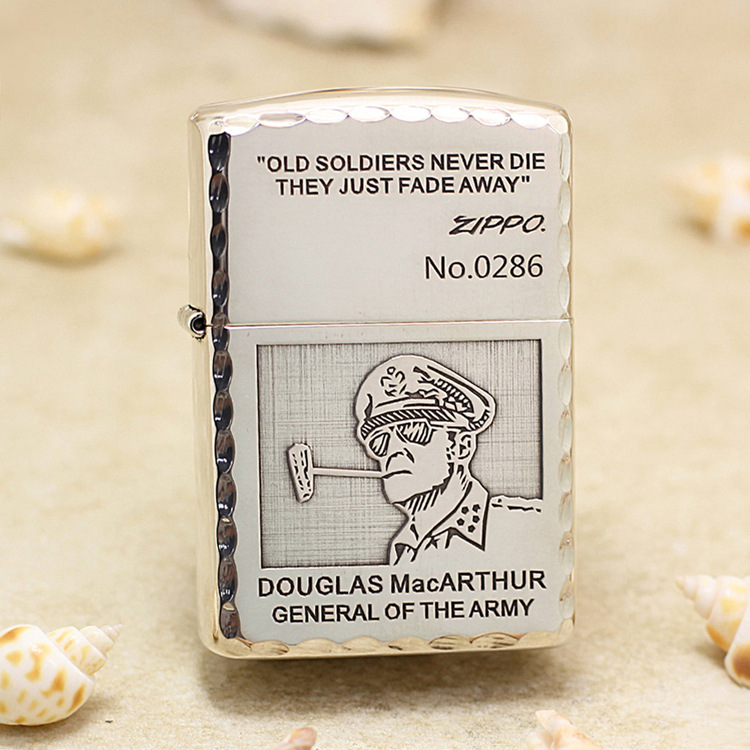 "OLD SOLDIERS NEVER DIE
THEY JUST FADE AWAY"
ZIPPO.
No.0286
DOUGLAS MacARTHUR
GENERAL OF THE ARMY